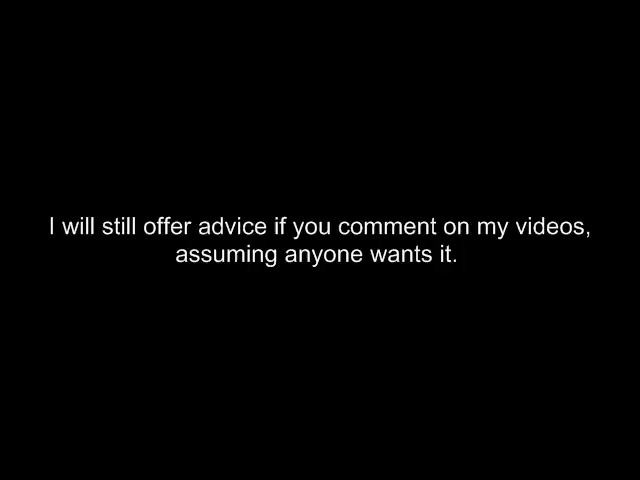 I will still offer advice if you comment on my videos,
assuming anyone wants it.